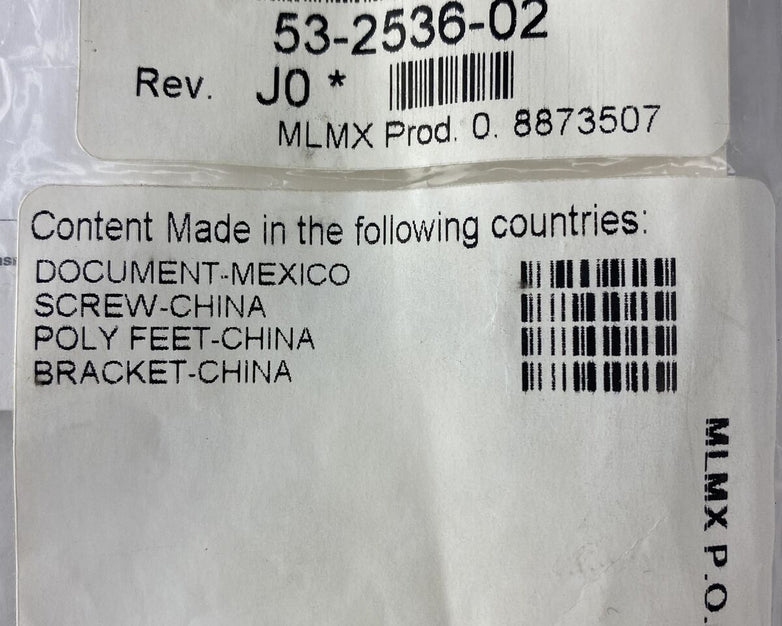 53-2536-02
Rev. J0 *
MLMX Prod. 0. 8873507
Content Made in the following countries:
DOCUMENT-MEXICO
SCREW-CHINA
POLY FEET-CHINA
BRACKET-CHINA
MLMX P.O.